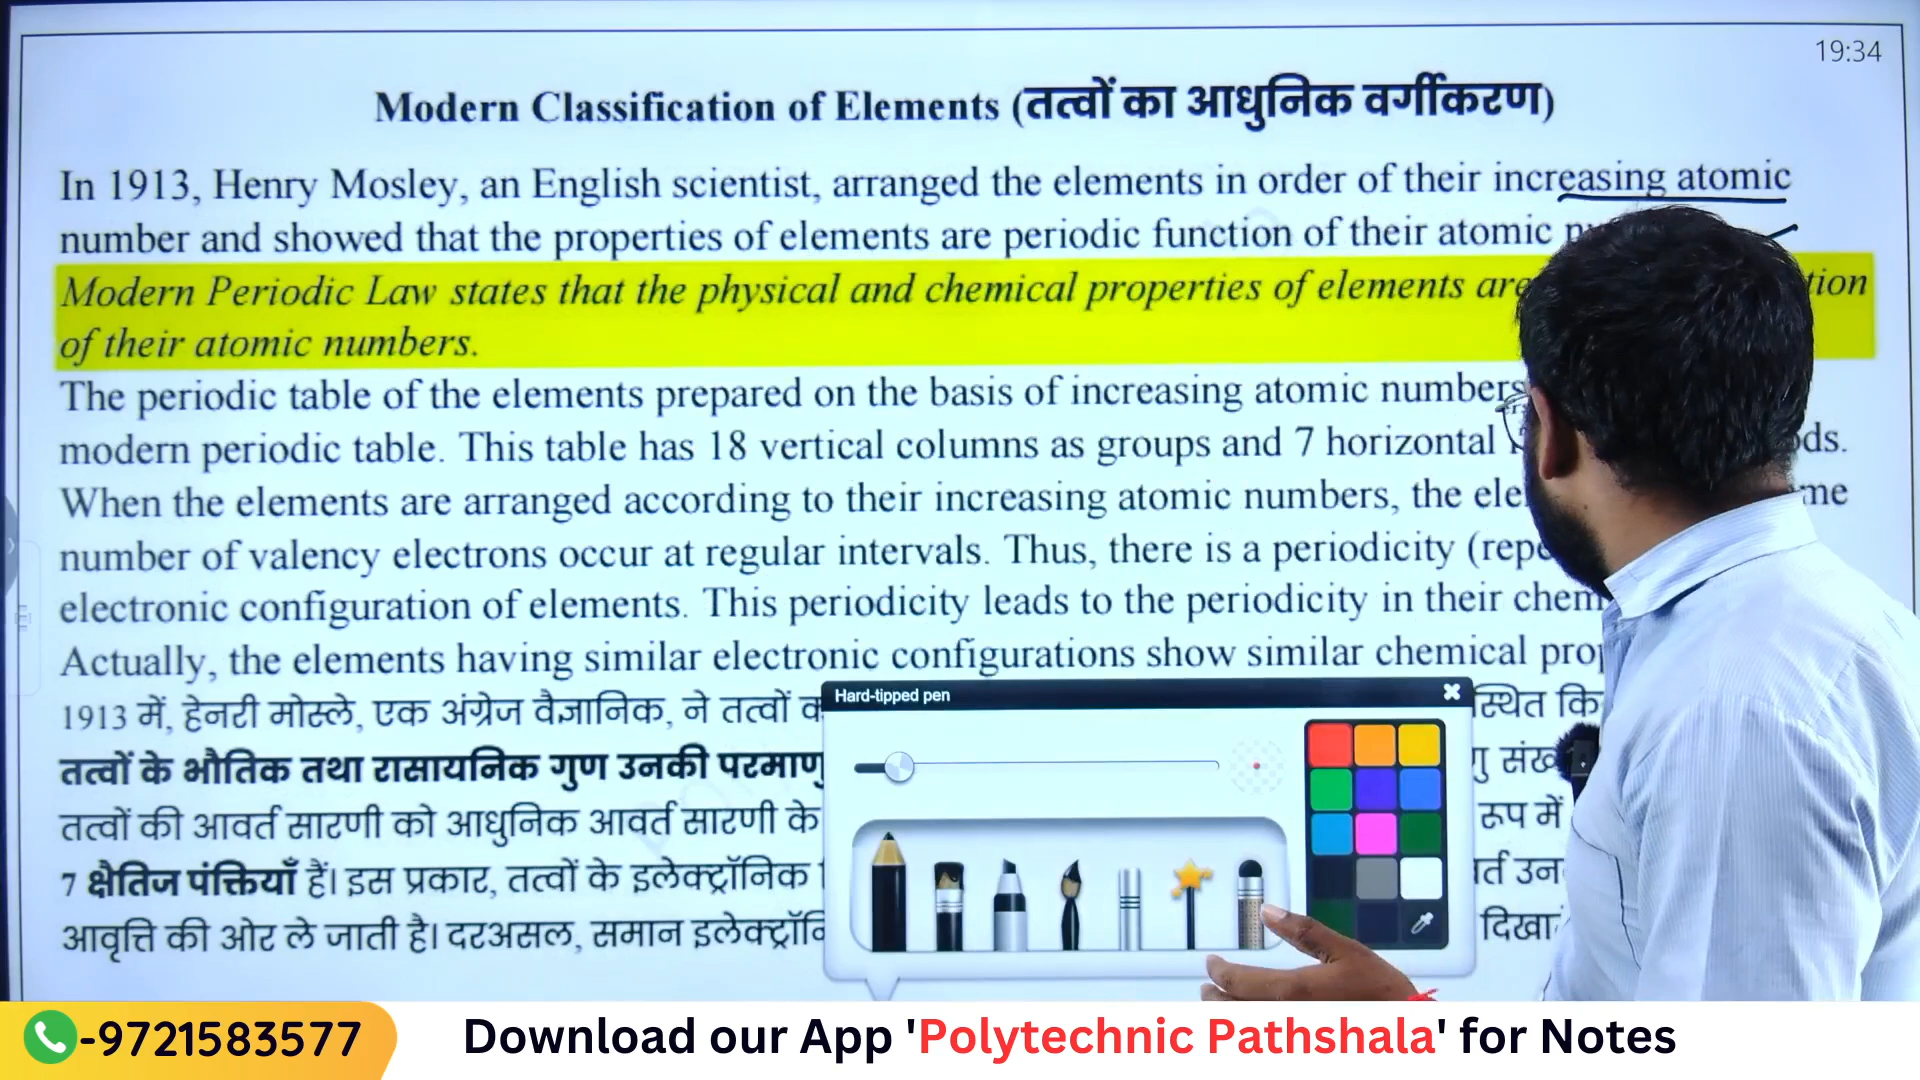 19:34
Modern Classification of Elements (तत्वों का आधुनिक वर्गीकरण)
In 1913, Henry Mosley, an English scientist, arranged the elements in order of their increasing atomic
number and showed that the properties of elements are periodic function of their atomic
Modern Periodic Law states that the physical and chemical properties of elements are
of their atomic numbers.
The periodic table of the elements prepared on the basis of increasing atomic numbers
modern periodic table. This table has 18 vertical columns as groups and 7 horizontal
When the elements are arranged according to their increasing atomic numbers, the
number of valency electrons occur at regular intervals. Thus, there is a periodicity
electronic configuration of elements. This periodicity leads to the periodicity in their
Actually, the elements having similar electronic configurations show similar chemical
1913 में, हेनरी मोस्ले, एक अंग्रेज वैज्ञानिक, ने तत्वों
तत्वों के भौतिक तथा रासायनिक गुण उनकी
तत्वों की आवर्त सारणी को आधुनिक आवर्त सारणी के रूप में
7 क्षैतिज पंक्तियाँ हैं। इस प्रकार, तत्वों के इलेक्ट्रॉनिक
आवृत्ति की ओर ले जाती है। दरअसल, समान
Hard-tipped pen
-9721583577
Download our App 'Polytechnic Pathshala' for Notes